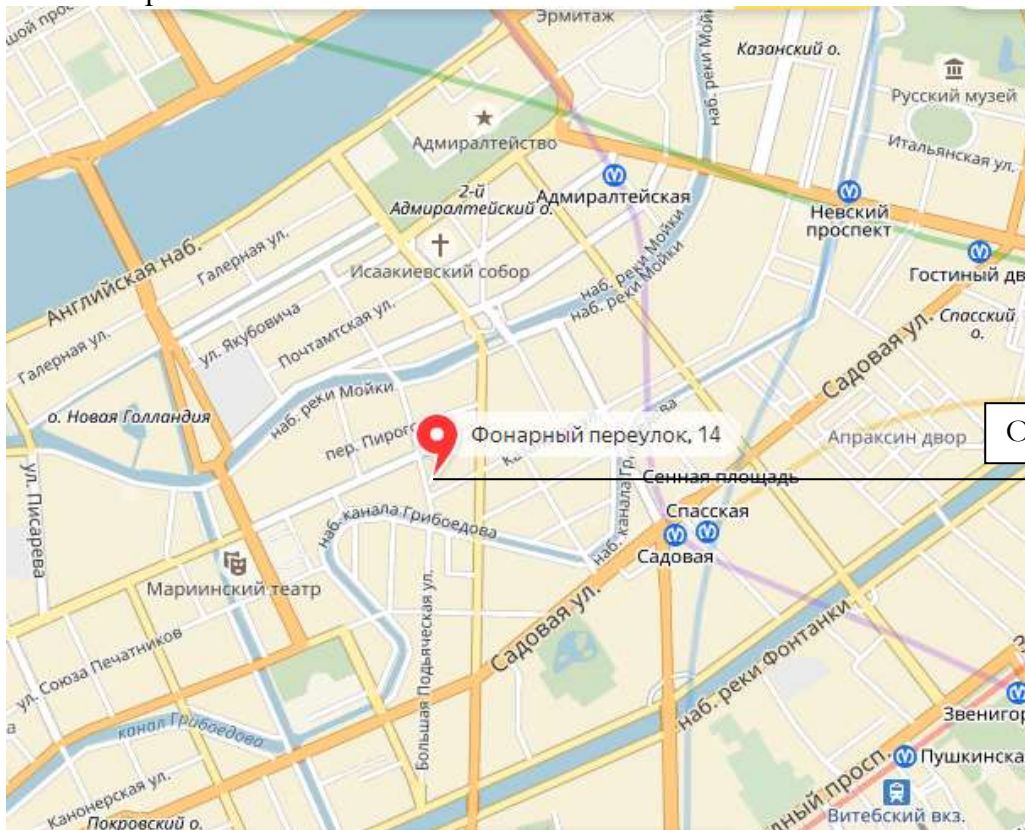 Эрмитаж
Казанский о.
наб. реки Мойки
Русский музей
Адмиралтейство
Итальянская ул.
2-й
Адмиралтейский о.
Адмиралтейская
Невский
проспект
Английская наб.
Галерная ул.
Исаакиевский собор
наб. реки Мойки
наб. реки Мойки
Гостиный дв
Спасский
о.
ул. Якубовича
Почтамтская ул.
Галерная ул.
Садовая ул.
о. Новая Голландия
наб. реки Мойки
пер. Пирого
Фонарный переулок, 14
Апраксин двор
О
ул. Писарева
Сенная площадь
наб. канала Грибоедова
наб. канала Гр
Спасская
Садовая
Мариинский театр
Большая Подьяческая ул.
Садовая ул.
наб. реки Фонтанки
ул. Союза Печатников
канал Грибоедова
Звенигор
Пушкинска
дный просп.
Витебский вкз.
Канонерская ул.
Покровский о.